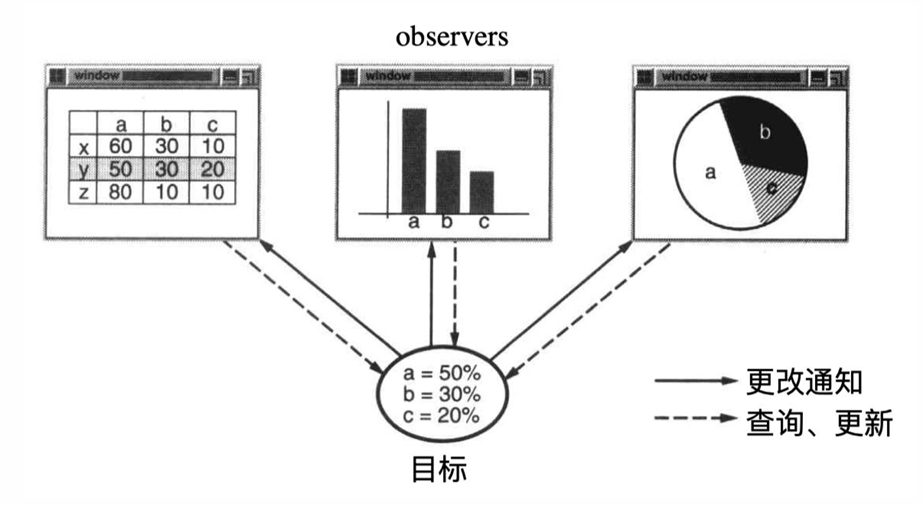 observers
window
a b c
x 60 30 10
y 50 30 20
z 80 10 10
window
a b c
window
a
b
c
a = 50%
b = 30%
c = 20%
目标
更改通知
查询、更新